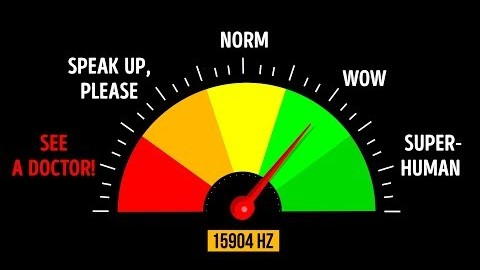 NORM
SPEAK UP,
PLEASE
WOW
SEE
A DOCTOR!
SUPER-
HUMAN
15904 HZ